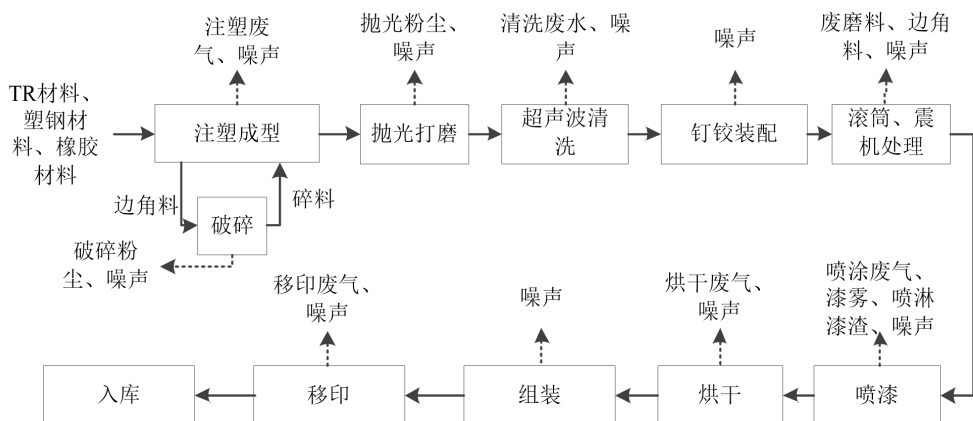 注塑废
气、噪声
抛光粉尘、
噪声
清洗废水、噪
声
噪声
废磨料、边角
料、噪声
TR材料、
塑钢材
料、橡胶
材料
注塑成型
抛光打磨
超声波清
洗
钉铰装配
滚筒、震
机处理
边角料
破碎
碎料
破碎粉
尘、噪声
移印废气、
噪声
噪声
烘干废气、
噪声
喷涂废气、
漆雾、喷淋
漆渣、噪声
入库
移印
组装
烘干
喷漆